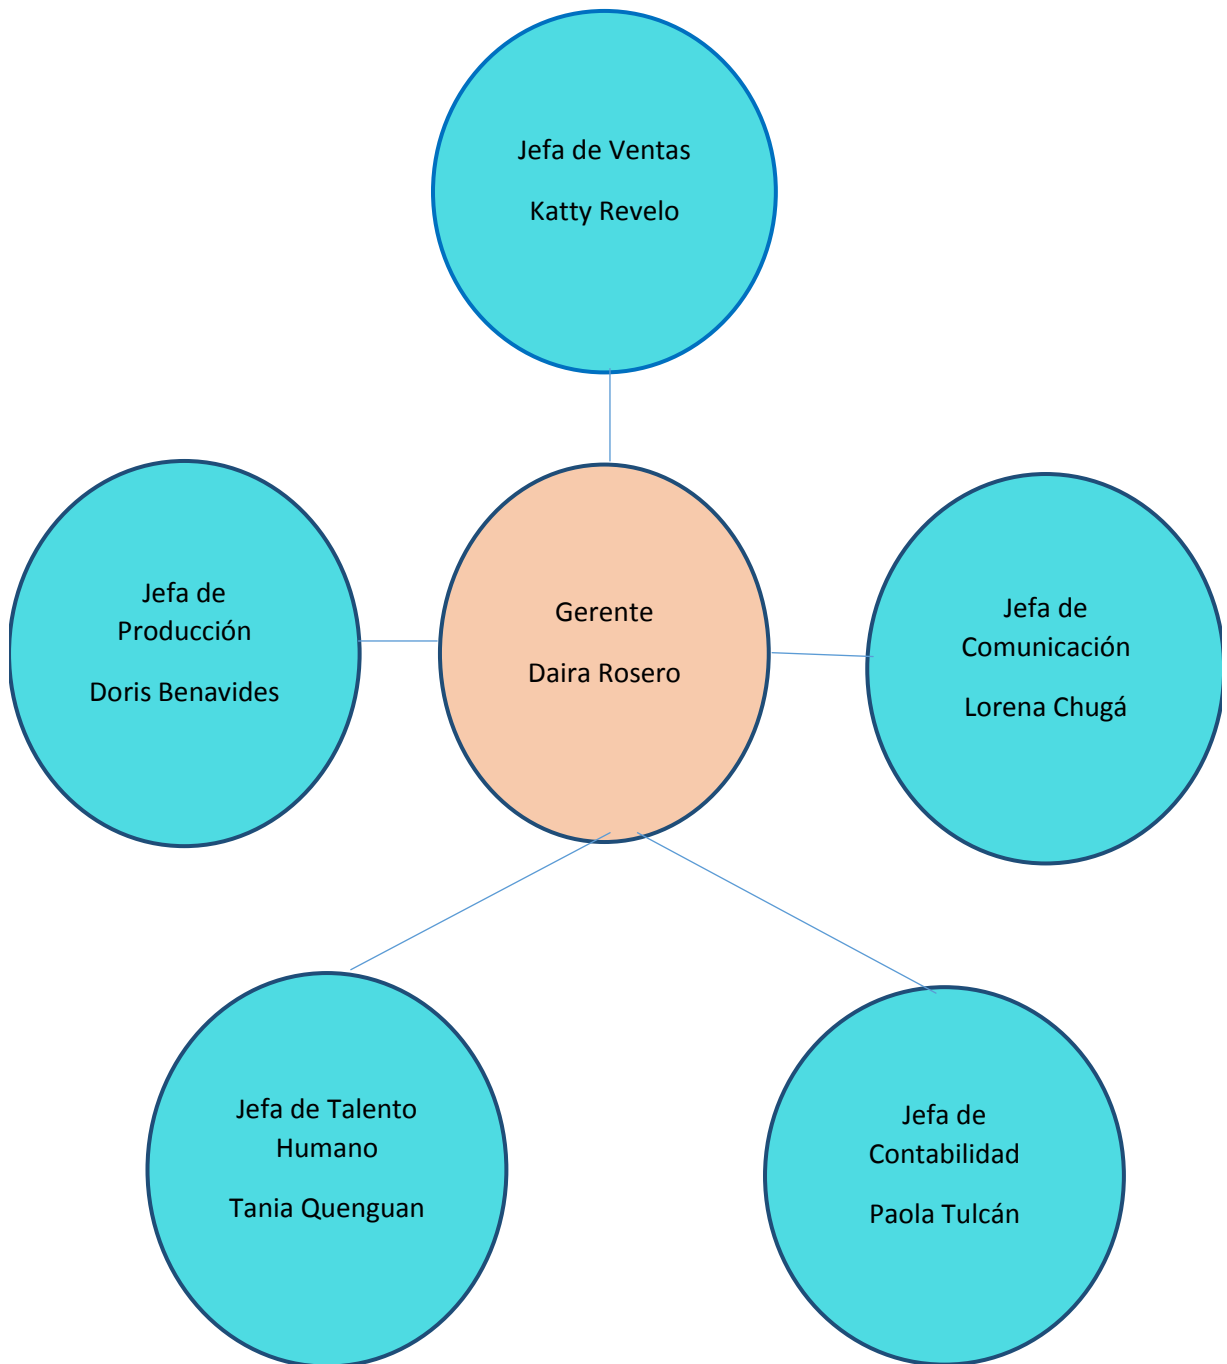 Jefa de Ventas
Katty Revelo
Jefa de
Producción
Doris Benavides
Gerente
Daira Rosero
Jefa de
Comunicación
Lorena Chugá
Jefa de Talento
Humano
Tania Quenguan
Jefa de
Contabilidad
Paola Tulcán